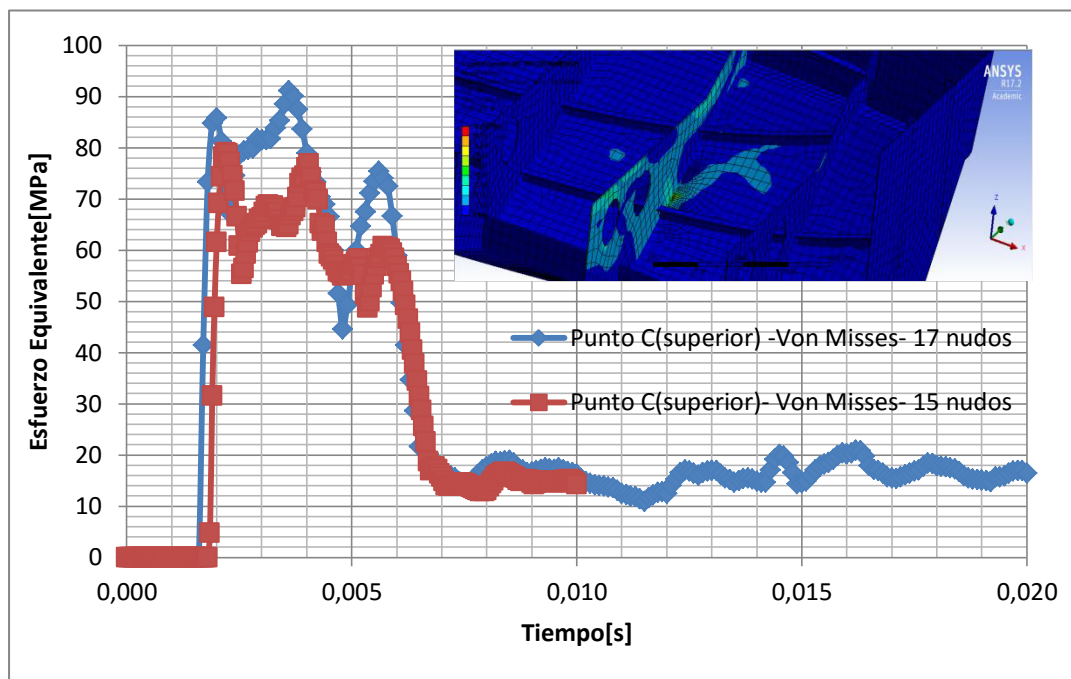 100
90
80
70
60
50
40
30
20
10
0
Esfuerzo Equivalente[MPa]
ANSYS
R17.2
Academic
Z
X
Punto C(superior) -Von Misses- 17 nudos
Punto C(superior)- Von Misses- 15 nudos
0,000
0,005
0,010
0,015
0,020
Tiempo[s]